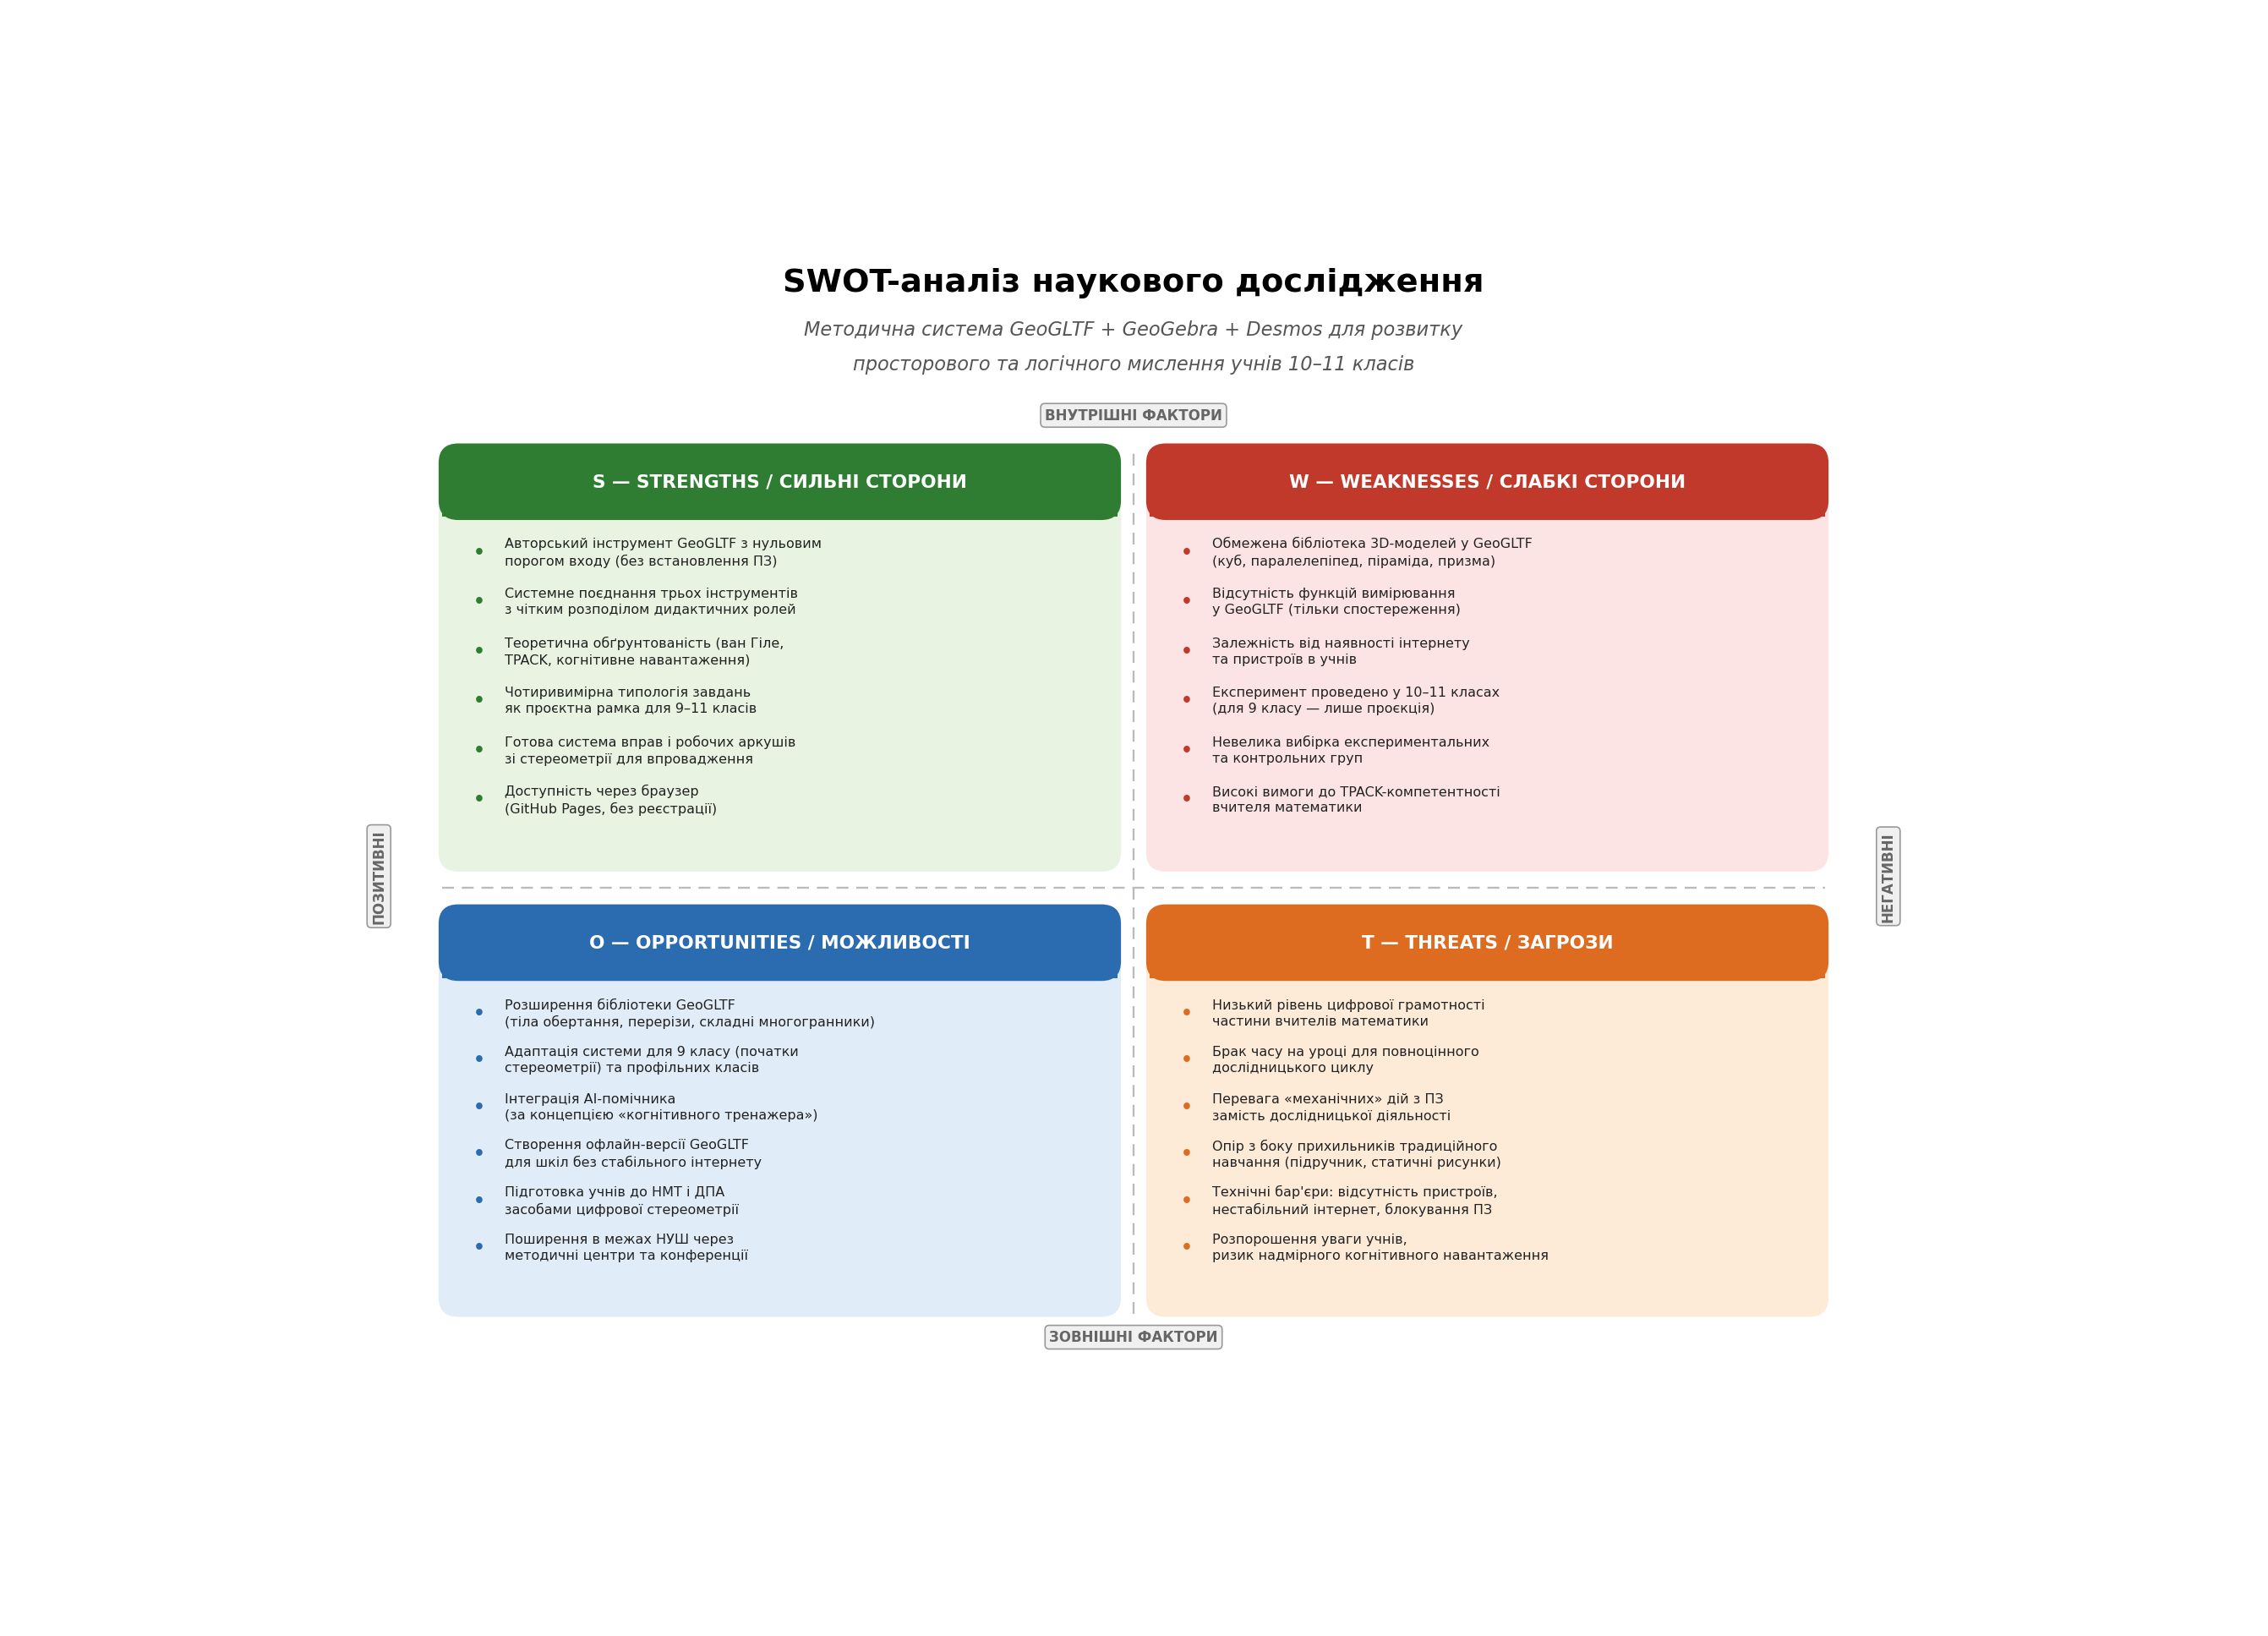 SWOT-аналіз наукового дослідження
Методична система GeoGLTF + GeoGebra + Desmos для розвитку
просторового та логічного мислення учнів 10–11 класів
ВНУТРІШНІ ФАКТОРИ
S — STRENGTHS / СИЛЬНІ СТОРОНИ
• Авторський інструмент GeoGLTF з нульовим
порогом входу (без встановлення ПЗ)
• Системне поєднання трьох інструментів
з чітким розподілом дидактичних ролей
• Теоретична обґрунтованість (ван Гіле,
TPACK, когнітивне навантаження)
• Чотиривимірна типологія завдань
як проєктна рамка для 9–11 класів
• Готова система вправ і робочих аркушів
зі стереометрії для впровадження
• Доступність через браузер
(GitHub Pages, без реєстрації)
W — WEAKNESSES / СЛАБКІ СТОРОНИ
• Обмежена бібліотека 3D-моделей у GeoGLTF
(куб, паралелепіпед, піраміда, призма)
• Відсутність функцій вимірювання
у GeoGLTF (тільки спостереження)
• Залежність від наявності інтернету
та пристроїв в учнів
• Експеримент проведено у 10–11 класах
(для 9 класу — лише проєкція)
• Невелика вибірка експериментальних
та контрольних груп
• Високі вимоги до TPACK-компетентності
вчителя математики
ПОЗИТИВНІ
НЕГАТИВНІ
O — OPPORTUNITIES / МОЖЛИВОСТІ
• Розширення бібліотеки GeoGLTF
(тіла обертання, перерізи, складні многогранники)
• Адаптація системи для 9 класу (початки
стереометрії) та профільних класів
• Інтеграція AI-помічника
(за концепцією «когнітивного тренажера»)
• Створення офлайн-версії GeoGLTF
для шкіл без стабільного інтернету
• Підготовка учнів до НМТ і ДПА
засобами цифрової стереометрії
• Поширення в межах НУШ через
методичні центри та конференції
T — THREATS / ЗАГРОЗИ
• Низький рівень цифрової грамотності
частини вчителів математики
• Брак часу на уроці для повноцінного
дослідницького циклу
• Перевага «механічних» дій з ПЗ
замість дослідницької діяльності
• Опір з боку прихильників традиційного
навчання (підручник, статичні рисунки)
• Технічні бар'єри: відсутність пристроїв,
нестабільний інтернет, блокування ПЗ
• Розпорошення уваги учнів,
ризик надмірного когнітивного навантаження
ЗОВНІШНІ ФАКТОРИ